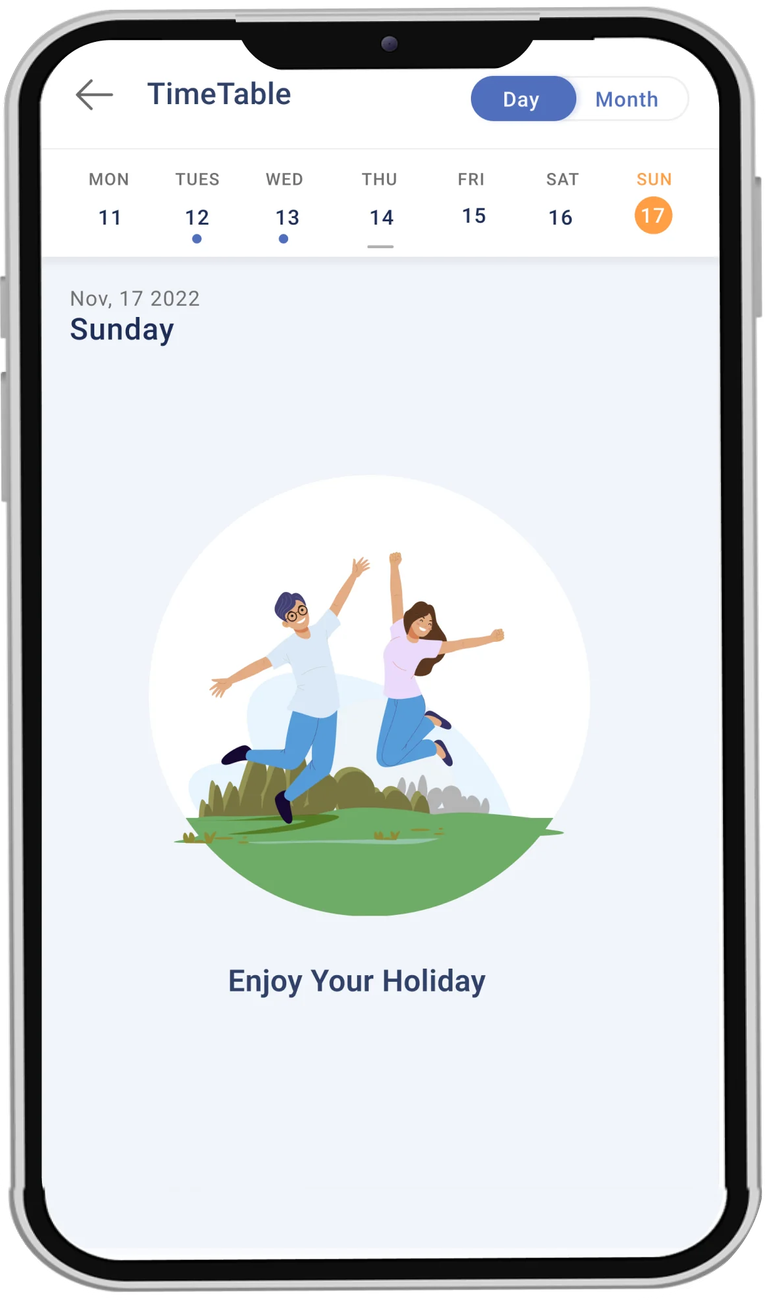 TimeTable
Day Month
MON TUES WED THU FRI SAT SUN
11 12 13 14 15 16 17
Nov, 17 2022
Sunday
Enjoy Your Holiday